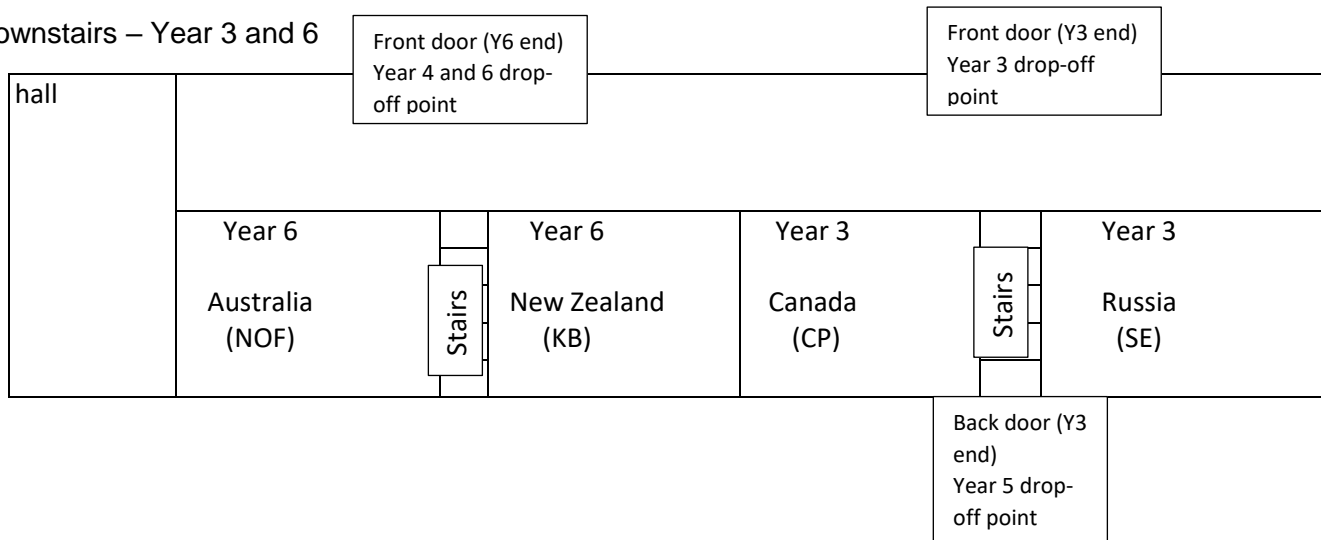 ownstairs – Year 3 and 6
Front door (Y6 end)
Year 4 and 6 drop-
off point
Front door (Y3 end)
Year 3 drop-off
point
hall
Year 6
Australia
(NOF)
Stairs
Year 6
New Zealand
(KB)
Year 3
Canada
(CP)
Stairs
Year 3
Russia
(SE)
Back door (Y3
end)
Year 5 drop-
off point